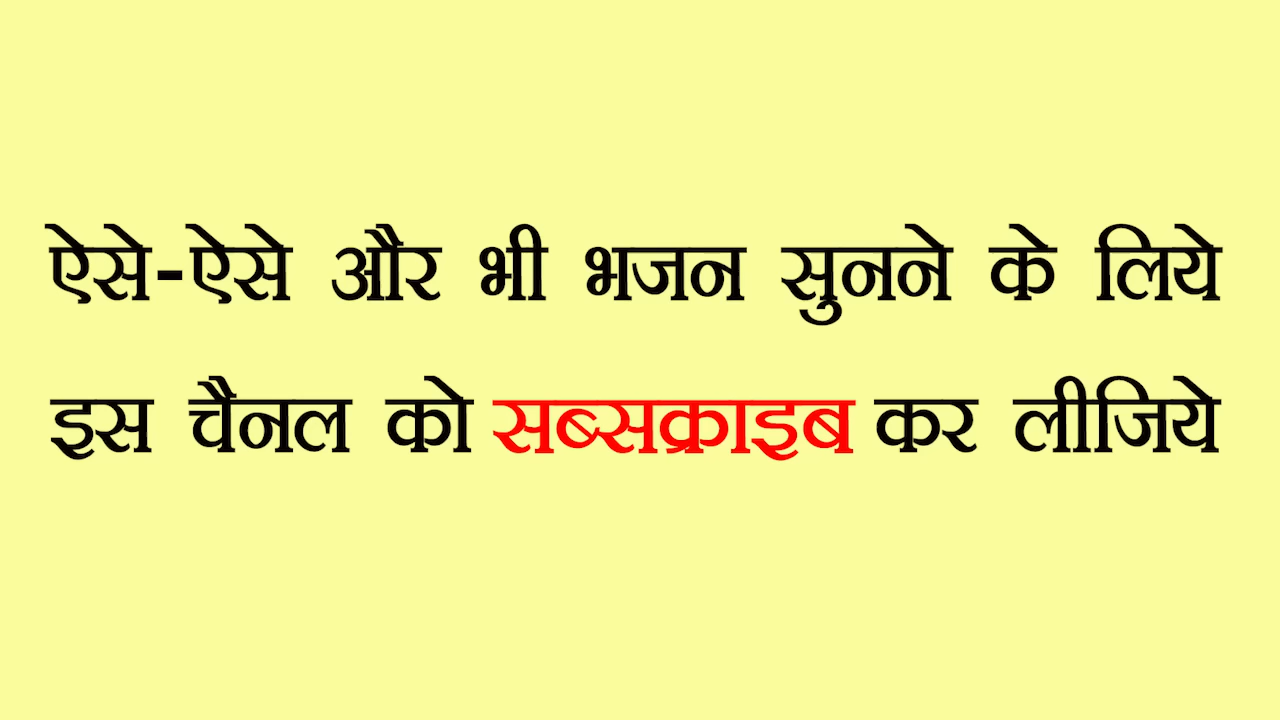 ऐसे-ऐसे और भी भजन सुनने के लिये
इस चैनल को सब्सक्राइब कर लीजिये